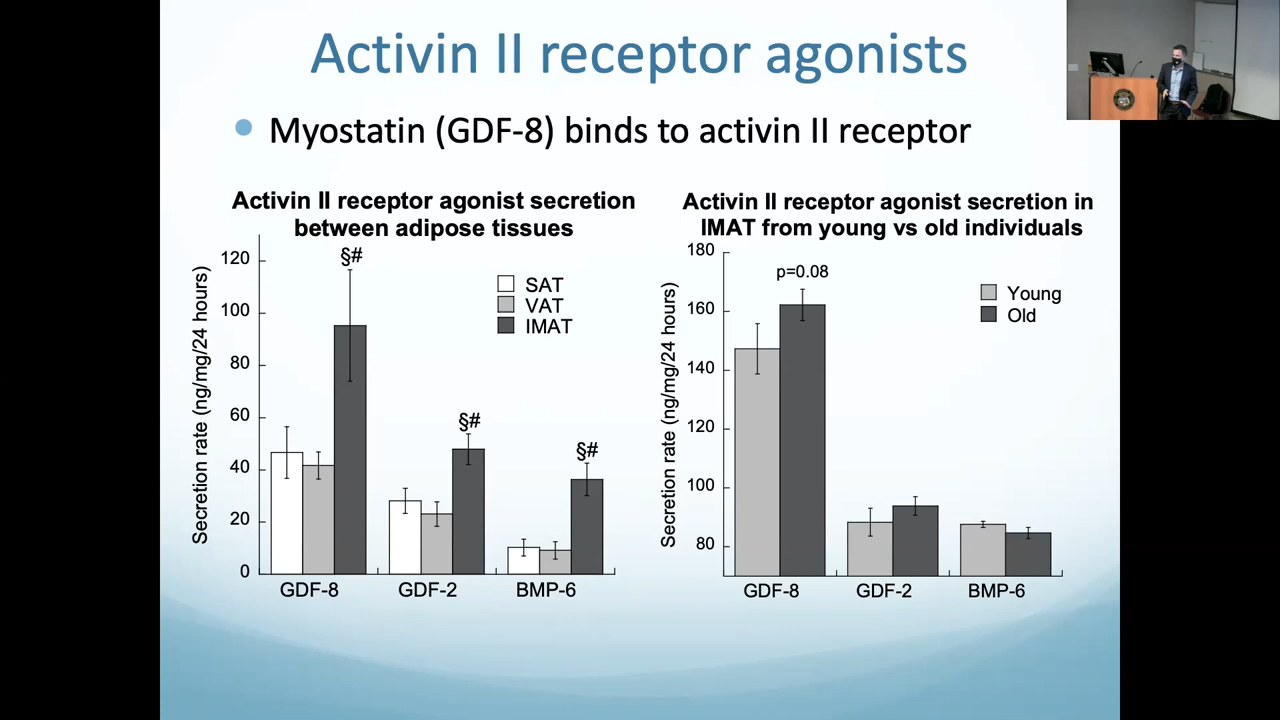 Activin II receptor agonists
Myostatin (GDF-8) binds to activin II receptor
Activin II receptor agonist secretion
between adipose tissues
Secretion rate (ng/mg/24 hours)
120
100
80
60
40
20
0
§#
§#
§#
SAT
VAT
IMAT
GDF-8
GDF-2
BMP-6
Activin II receptor agonist secretion in
IMAT from young vs old individuals
Secretion rate (ng/mg/24 hours)
180
160
140
120
100
80
p=0.08
Young
Old
GDF-8
GDF-2
BMP-6